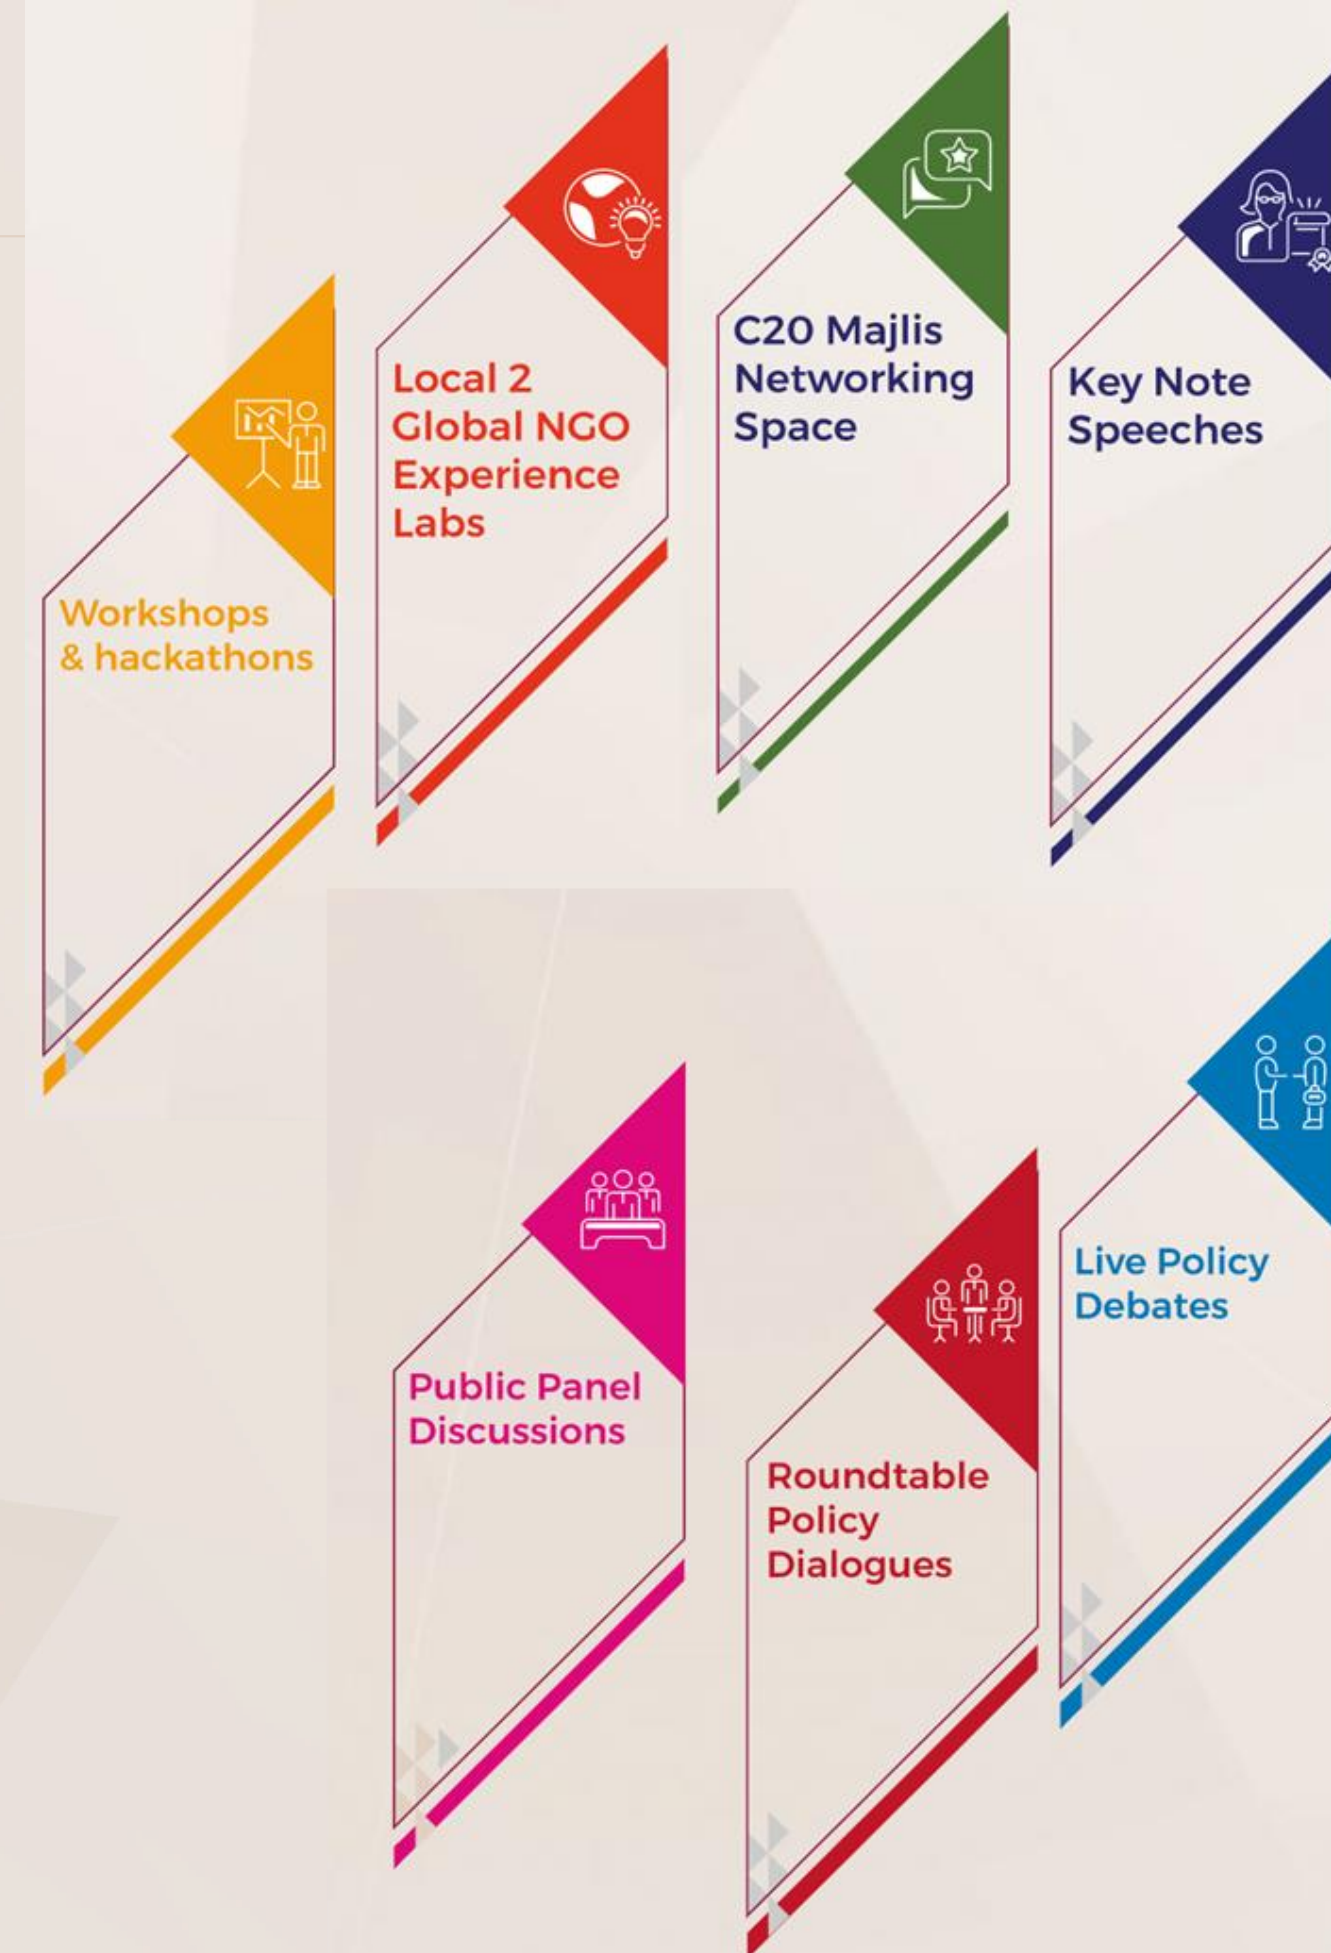 Workshops
& hackathons
Local 2
Global NGO
Experience
Labs
C20 Majlis
Networking
Space
Key Note
Speeches
Public Panel
Discussions
Roundtable
Policy
Dialogues
Live Policy
Debates